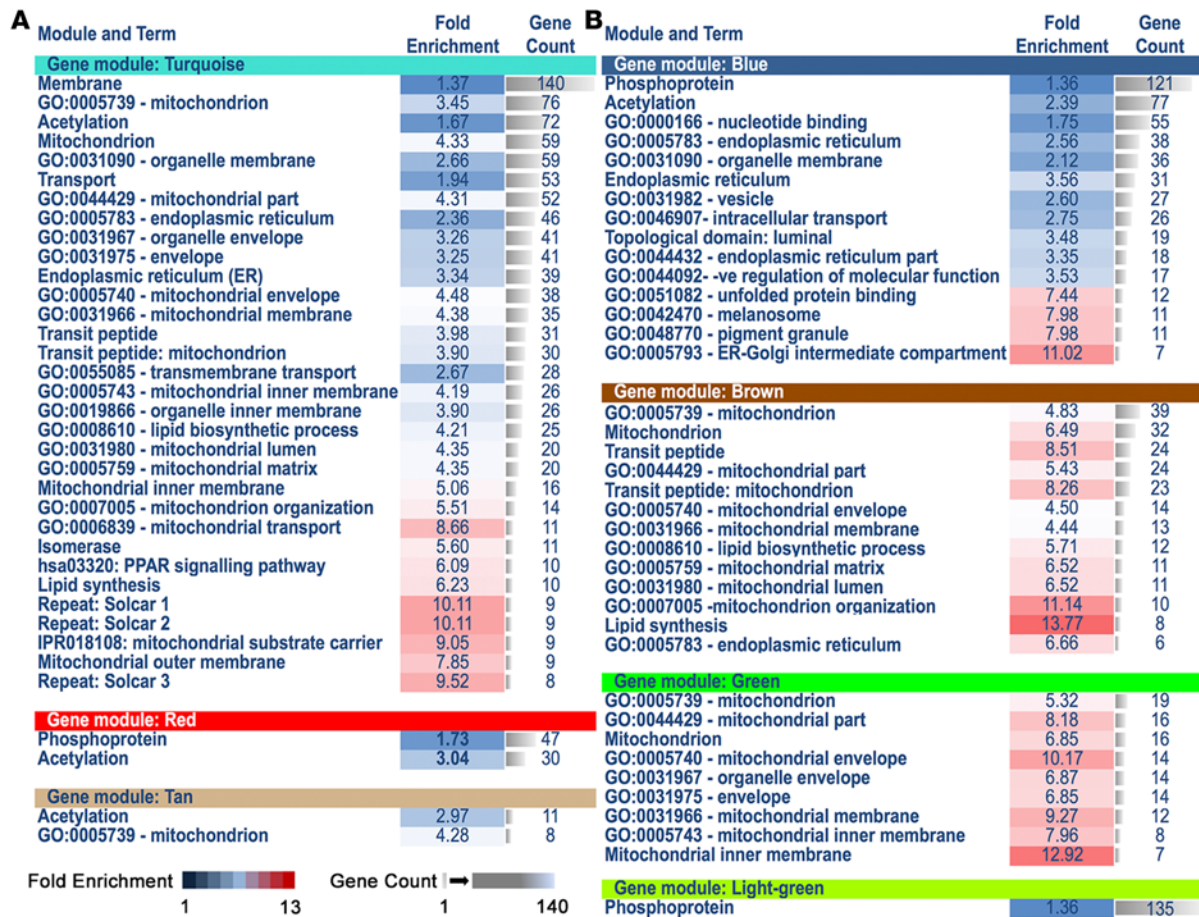 A
Module and Term Fold Enrichment Gene Count
Gene module: Turquoise
Membrane 1.37 140
GO:0005739 - mitochondrion 3.45 76
Acetylation 1.67 72
Mitochondrion 4.33 59
GO:0031090 - organelle membrane 2.66 59
Transport 1.94 53
GO:0044429 - mitochondrial part 4.31 52
GO:0005783 - endoplasmic reticulum 2.36 46
GO:0031967 - organelle envelope 3.26 41
GO:0031975 - envelope 3.25 41
Endoplasmic reticulum (ER) 3.34 39
GO:0005740 - mitochondrial envelope 4.48 38
GO:0031966 - mitochondrial membrane 4.38 35
Transit peptide 3.98 31
Transit peptide: mitochondrion 3.90 30
GO:0055085 - transmembrane transport 2.67 28
GO:0005743 - mitochondrial inner membrane 4.19 26
GO:0019866 - organelle inner membrane 3.90 26
GO:0008610 - lipid biosynthetic process 4.21 25
GO:0031980 - mitochondrial lumen 4.35 20
GO:0005759 - mitochondrial matrix 4.35 20
Mitochondrial inner membrane 5.06 16
GO:0007005 - mitochondrion organization 5.51 14
GO:0006839 - mitochondrial transport 8.66 11
Isomerase 5.60 11
hsa03320: PPAR signalling pathway 6.09 10
Lipid synthesis 6.23 10
Repeat: Solcar 1 10.11 9
Repeat: Solcar 2 10.11 9
IPR018108: mitochondrial substrate carrier 9.05 9
Mitochondrial outer membrane 7.85 9
Repeat: Solcar 3 9.52 8
Gene module: Red
Phosphoprotein 1.73 47
Acetylation 3.04 30
Gene module: Tan
Acetylation 2.97 11
GO:0005739 - mitochondrion 4.28 8
Fold Enrichment 1 13
Gene Count 1 140
B
Module and Term Fold Enrichment Gene Count
Gene module: Blue
Phosphoprotein 1.36 121
Acetylation 2.39 77
GO:0000166 - nucleotide binding 1.75 55
GO:0005783 - endoplasmic reticulum 2.56 38
GO:0031090 - organelle membrane 2.12 36
Endoplasmic reticulum 3.56 31
GO:0031982 - vesicle 2.60 27
GO:0046907- intracellular transport 2.75 26
Topological domain: luminal 3.48 19
GO:0044432 - endoplasmic reticulum part 3.35 18
GO:0044092- -ve regulation of molecular function 3.53 17
GO:0051082 - unfolded protein binding 7.44 12
GO:0042470 - melanosome 7.98 11
GO:0048770 - pigment granule 7.98 11
GO:0005793 - ER-Golgi intermediate compartment 11.02 7
Gene module: Brown
GO:0005739 - mitochondrion 4.83 39
Mitochondrion 6.49 32
Transit peptide 8.51 24
GO:0044429 - mitochondrial part 5.43 24
Transit peptide: mitochondrion 8.26 23
GO:0005740 - mitochondrial envelope 4.50 14
GO:0031966 - mitochondrial membrane 4.44 13
GO:0008610 - lipid biosynthetic process 5.71 12
GO:0005759 - mitochondrial matrix 6.52 11
GO:0031980 - mitochondrial lumen 6.52 11
GO:0007005 -mitochondrion organization 11.14 10
Lipid synthesis 13.77 8
GO:0005783 - endoplasmic reticulum 6.66 6
Gene module: Green
GO:0005739 - mitochondrion 5.32 19
GO:0044429 - mitochondrial part 8.18 16
Mitochondrion 6.85 16
GO:0005740 - mitochondrial envelope 10.17 14
GO:0031967 - organelle envelope 6.87 14
GO:0031975 - envelope 6.85 14
GO:0031966 - mitochondrial membrane 9.27 12
GO:0005743 - mitochondrial inner membrane 7.96 8
Mitochondrial inner membrane 12.92 7
Gene module: Light-green
Phosphoprotein 1.36 135